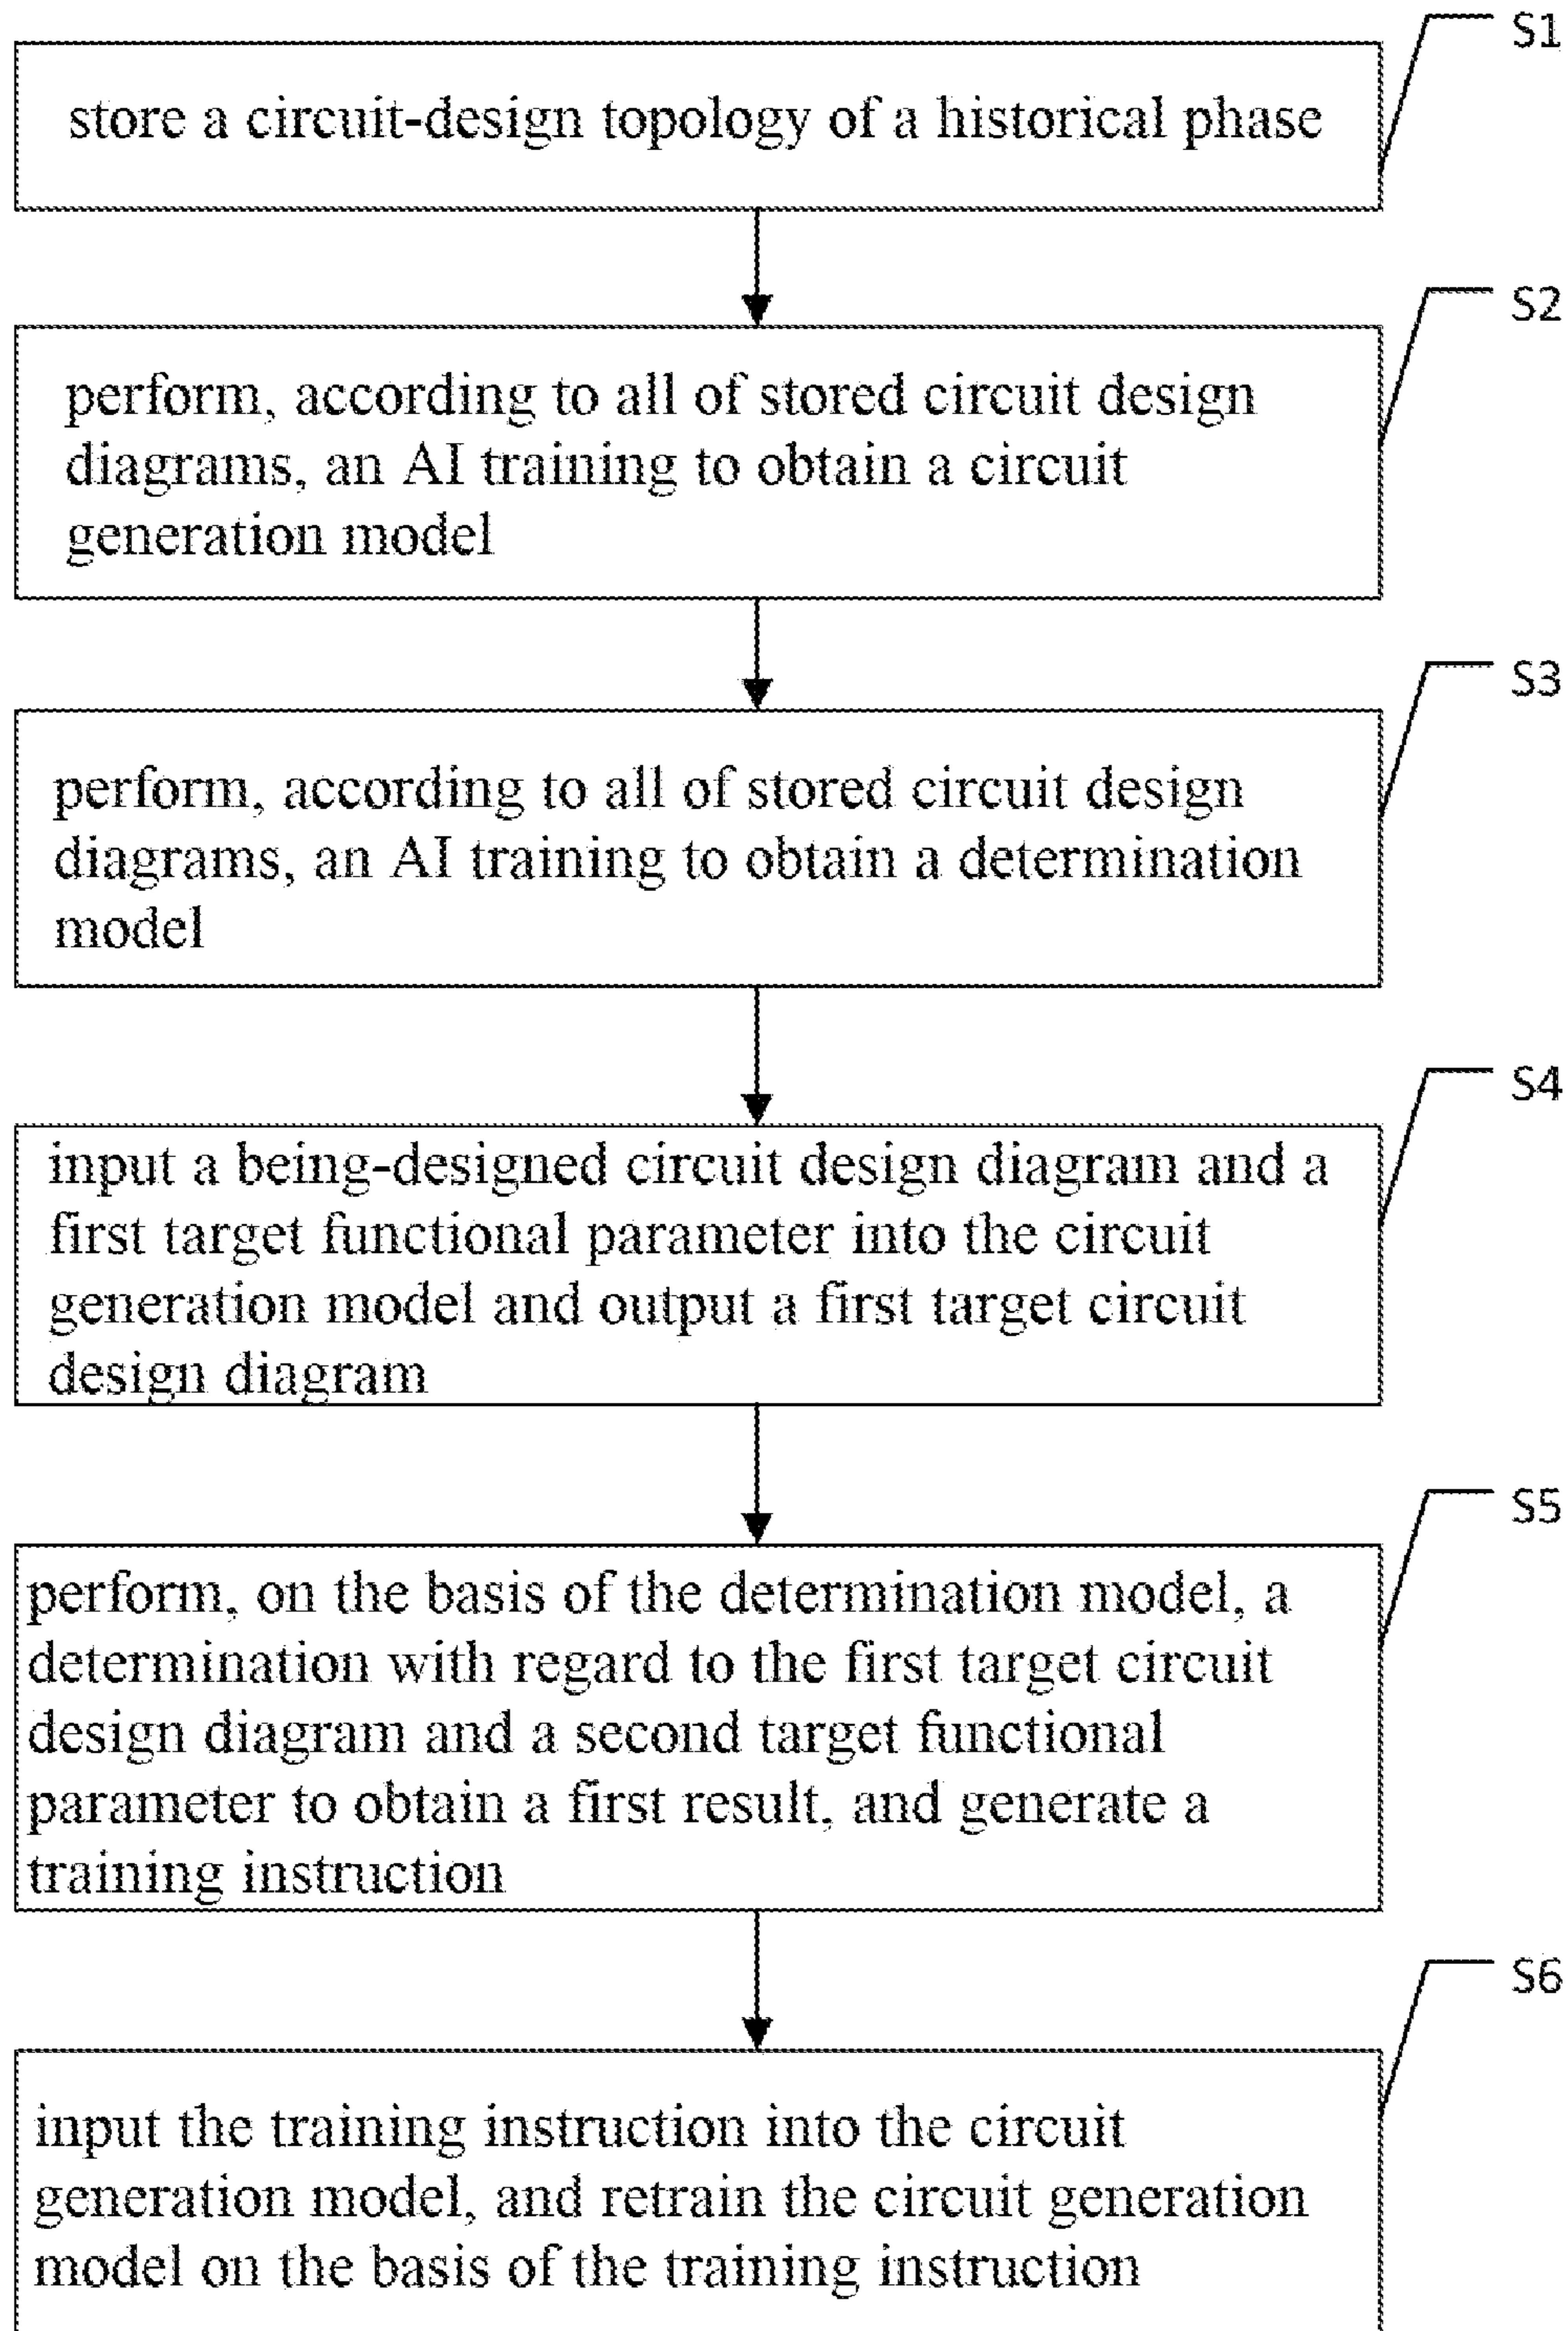 S1
store a circuit-design topology of a historical phase
S2
perform, according to all of stored circuit design
diagrams, an AI training to obtain a circuit
generation model
S3
perform, according to all of stored circuit design
diagrams, an AI training to obtain a determination
model
S4
input a being-designed circuit design diagram and a
first target functional parameter into the circuit
generation model and output a first target circuit
design diagram
S5
perform, on the basis of the determination model, a
determination with regard to the first target circuit
design diagram and a second target functional
parameter to obtain a first result, and generate a
training instruction
S6
input the training instruction into the circuit
generation model, and retrain the circuit generation
model on the basis of the training instruction